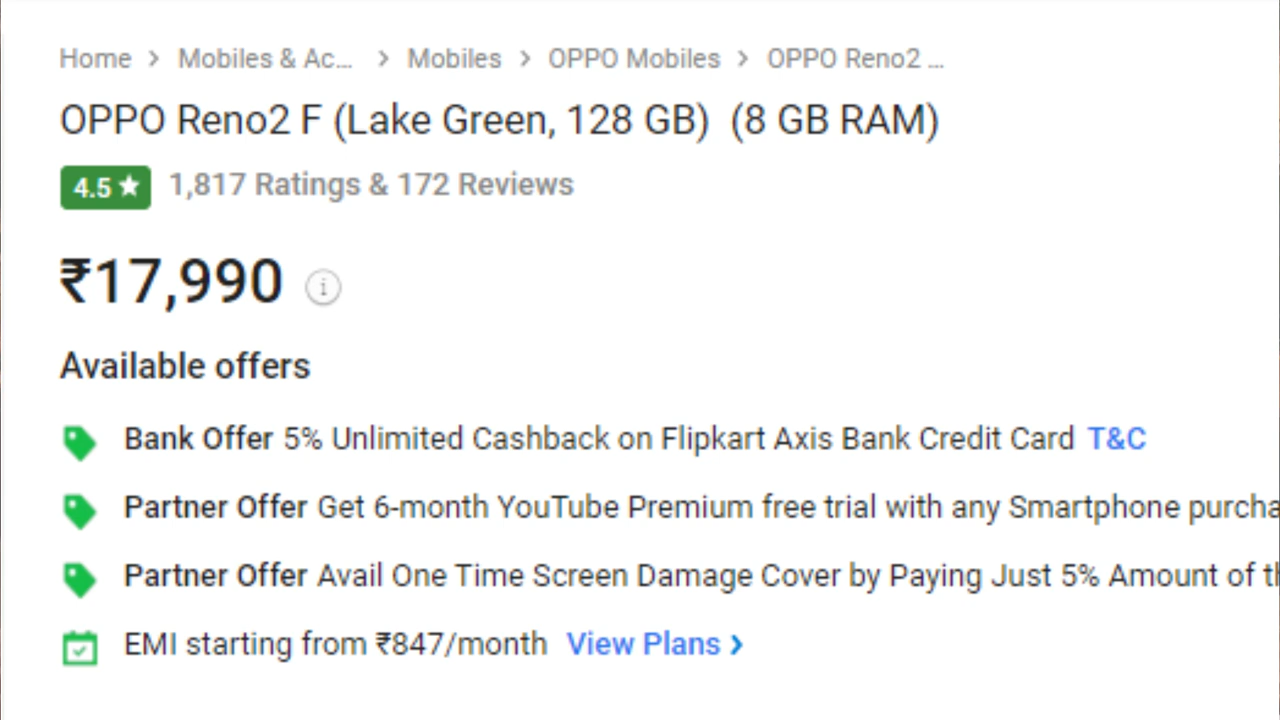 Home > Mobiles & Ac... > Mobiles > OPPO Mobiles > OPPO Reno2 ...
OPPO Reno2 F (Lake Green, 128 GB) (8 GB RAM)
4.5★ 1,817 Ratings & 172 Reviews
₹17,990
Available offers
Bank Offer 5% Unlimited Cashback on Flipkart Axis Bank Credit Card T&C
Partner Offer Get 6-month YouTube Premium free trial with any Smartphone
Partner Offer Avail One Time Screen Damage Cover by Paying Just 5% Amount of
EMI starting from ₹847/month View Plans >